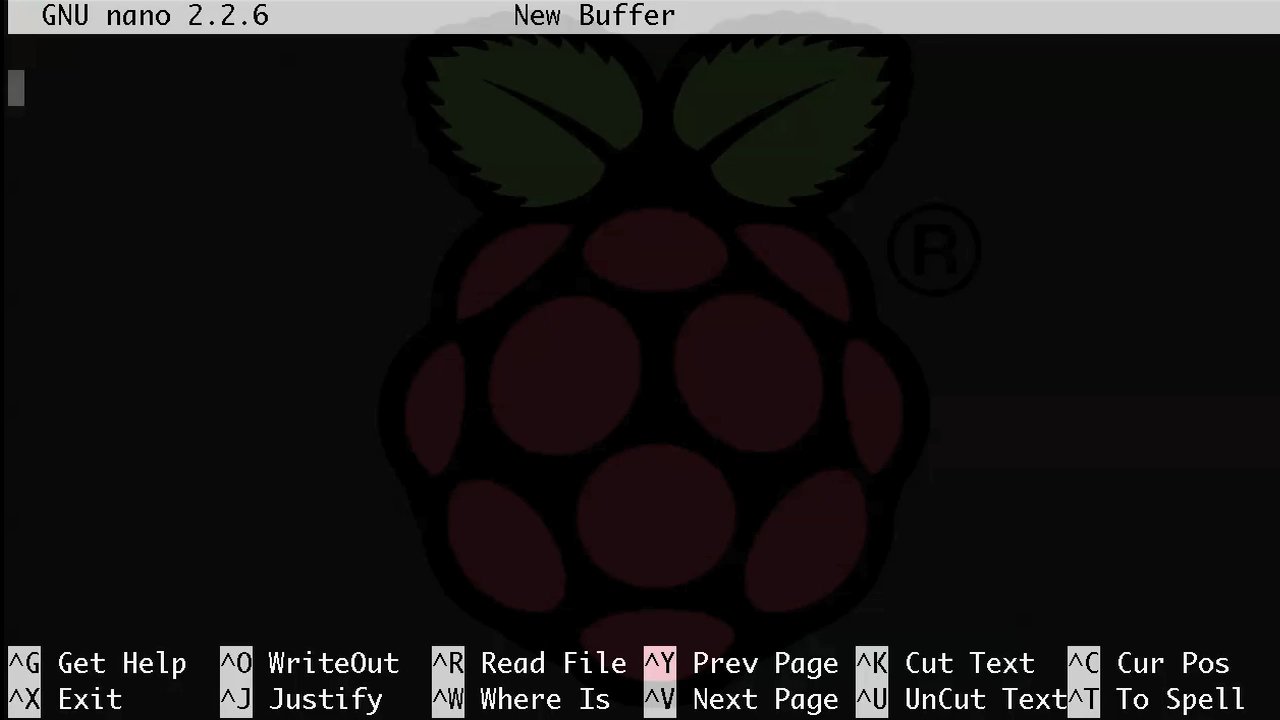 GNU nano 2.2.6 New Buffer
®
^G Get Help ^O WriteOut ^R Read File ^Y Prev Page ^K Cut Text ^C Cur Pos
^X Exit ^J Justify ^W Where Is ^V Next Page ^U UnCut Text ^T To Spell